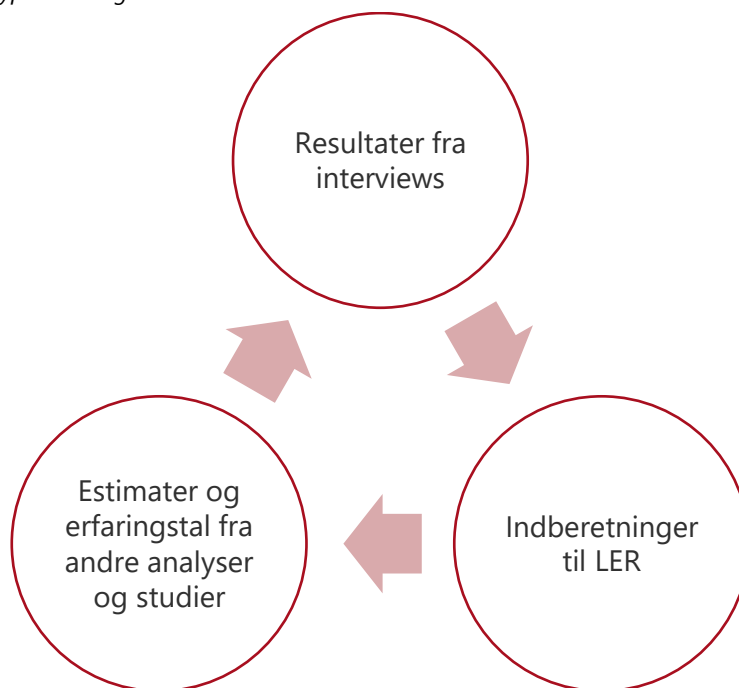 Resultater fra
interviews
Indberetninger
til LER
Estimater og
erfaringstal fra
andre analyser
og studier